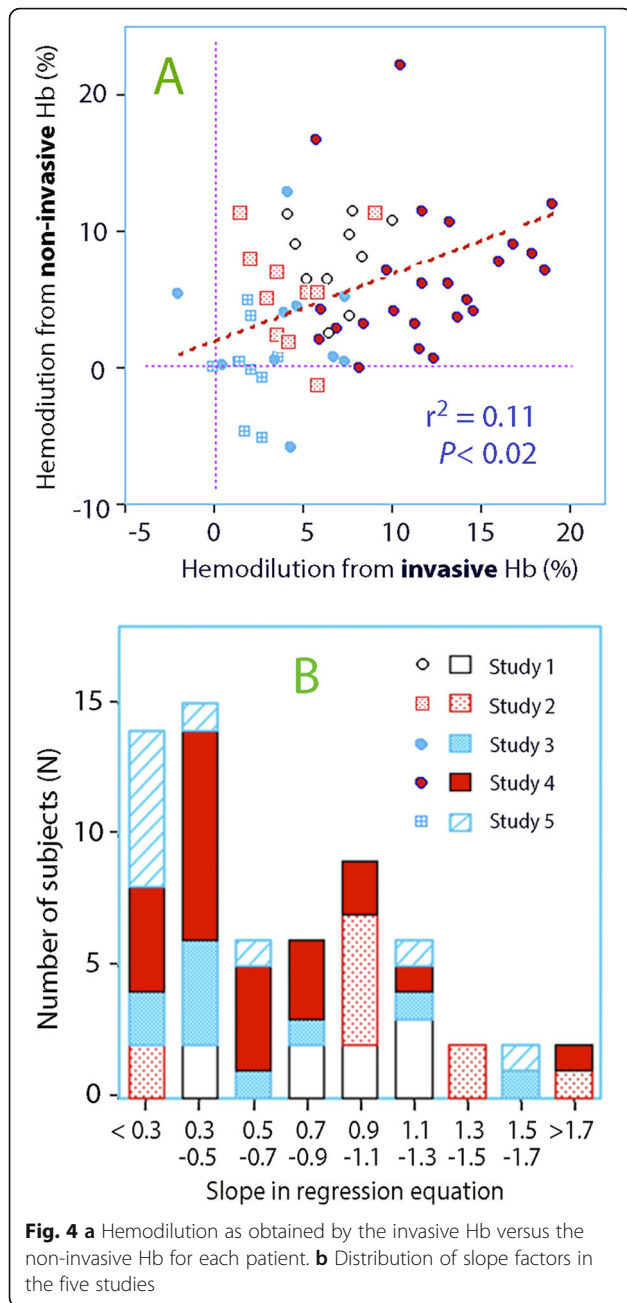 A
Hemodilution from non-invasive Hb (%)
20
10
0
-10
r² = 0.11
P< 0.02
-5 0 5 10 15 20
Hemodilution from invasive Hb (%)
B
Study 1
Study 2
Study 3
Study 4
Study 5
Number of subjects (N)
15
10
5
0
< 0.3 0.3 0.5 0.7 0.9 1.1 1.3 1.5 >1.7
-0.5 -0.7 -0.9 -1.1 -1.3 -1.5 -1.7
Slope in regression equation
Fig. 4 a Hemodilution as obtained by the invasive Hb versus the
non-invasive Hb for each patient. b Distribution of slope factors in
the five studies